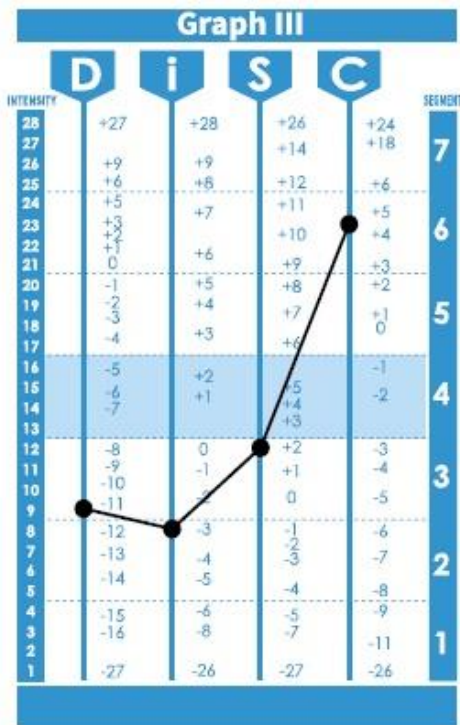 Graph III
D i S C
INTENSITY SEGMENT
28 +27 +28 +26 +24
27 +14 +18 7
26 +9 +9
25 +6 +8 +12 +6
24 +5 +7 +11 +5
23 +3 6
+2 +10 +4
22 +1 +6
21 0 +9 +3
20 -1 +5 +8 +2
19 -2 +4 +7 +1 5
18 -3 +3 0
17 -4 +6
16 -5 +2 -1
15 -6 +1 +5 -2 4
14 -7 +4
13 +3
12 -8 0 +2 -3
11 -9 -1 +1 -4 3
10 -10 -2 0 -5
9 -11
8 -12 -3 -1 -6
-2
7 -13 -4 -3 -7 2
6 -14 -5
5 -4 -8
4 -15 -6 -5 -9
3 -16 -8 -7 1
2 -11
1 -27 -26 -27 -26